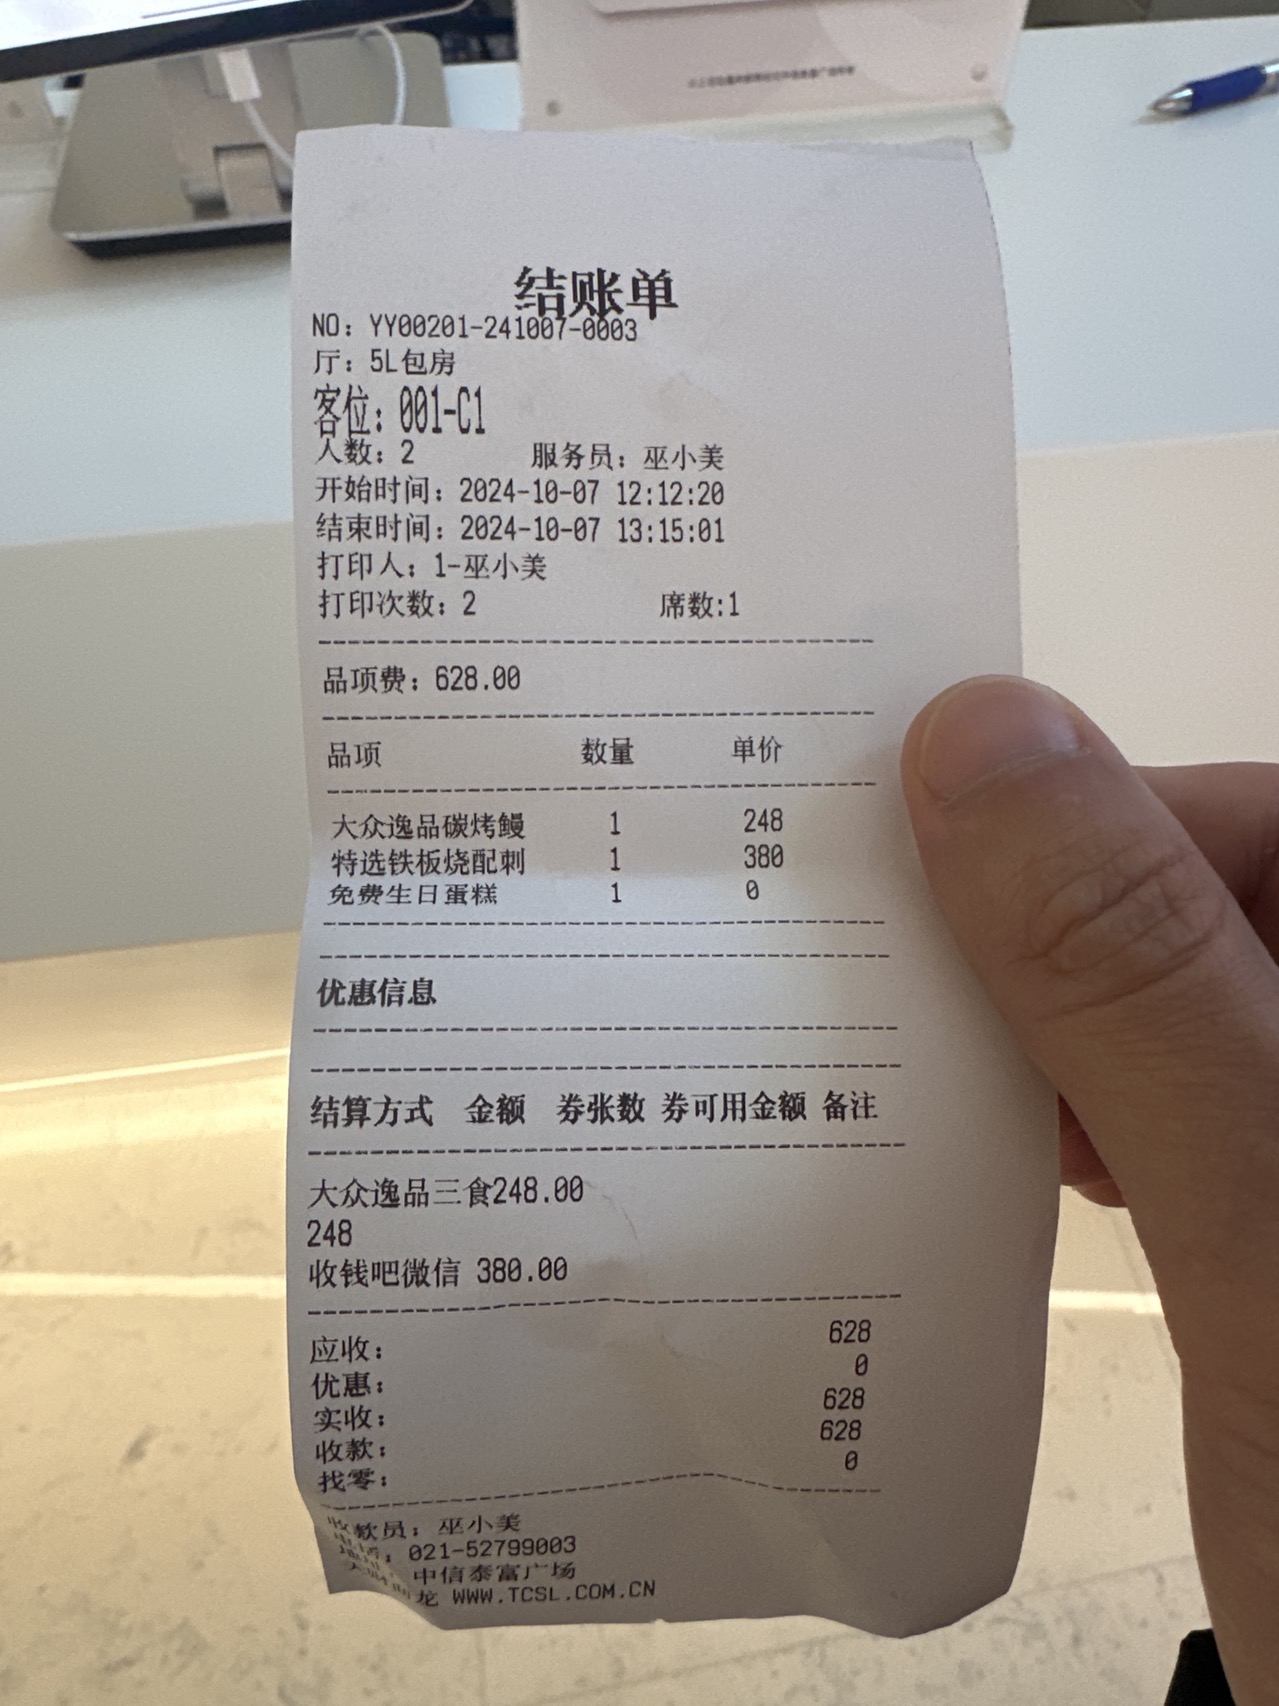 结账单
NO: YY00201-241007-0003
厅: 5L包房
客位: 001-C1
人数: 2 服务员: 巫小美
开始时间: 2024-10-07 12:12:20
结束时间: 2024-10-07 13:15:01
打印人: 1-巫小美
打印次数: 2 席数:1
品项费: 628.00
品项 数量 单价
大众逸品碳烤鳗 1 248
特选铁板烧配刺 1 380
免费生日蛋糕 1 0
优惠信息
结算方式 金额 券张数 券可用金额 备注
大众逸品三食248.00
248
收钱吧微信 380.00
应收: 628
优惠: 0
实收: 628
收款: 628
找零: 0
收款员: 巫小美
021-52799003
中信泰富广场
龙 WWW.TCSL.COM.CN